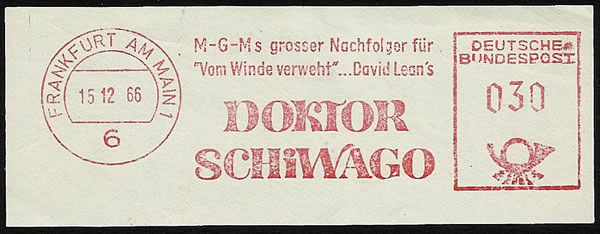 FRANKFURT AM MAIN 1
15 12 66
6
M-G-Ms grosser Nachfolger für
"Vom Winde verweht"...David Lean's
DOKTOR
SCHiWAGO
DEUTSCHE
BUNDESPOST
030